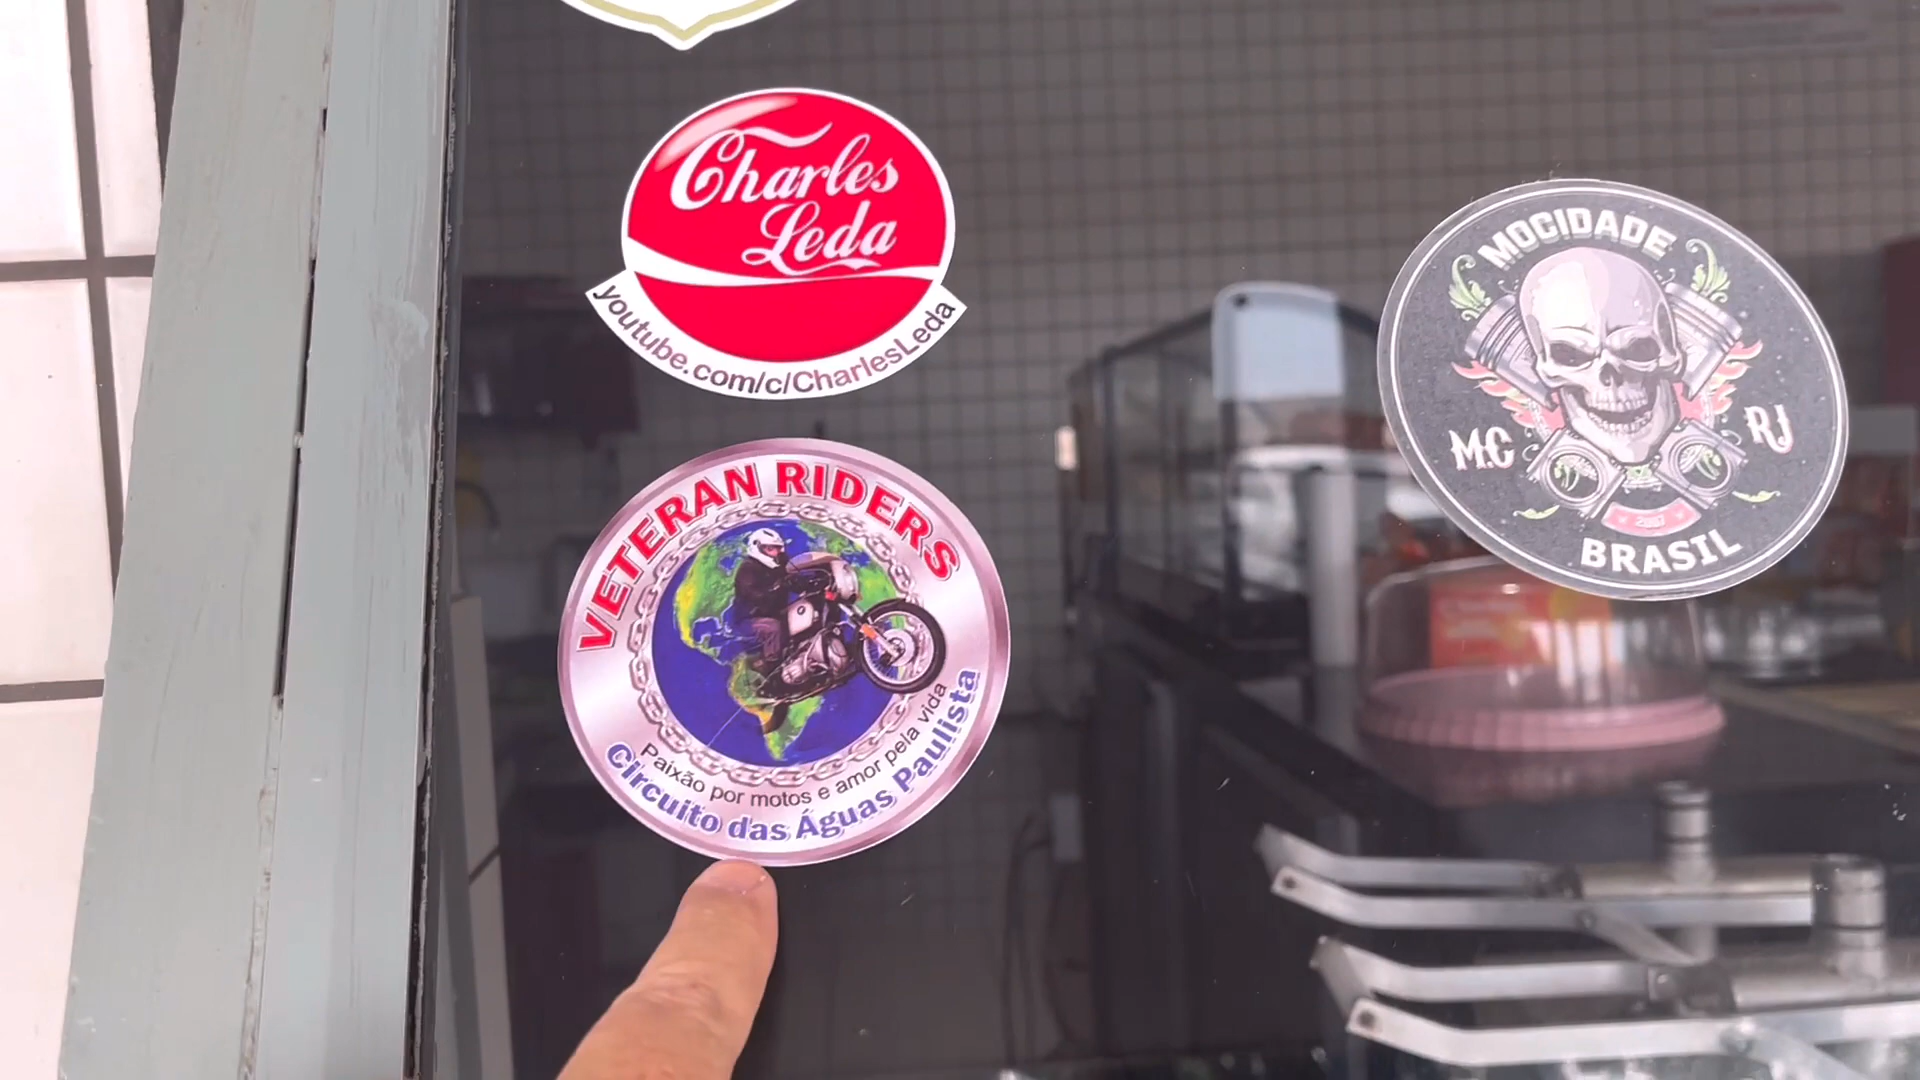 Charles
Leda
youtube.com/c/CharlesLeda
VETERAN RIDERS
Paixão por motos e amor pela vida
Circuito das Águas Paulista
MOCIDADE
M.C
RJ
2007
BRASIL